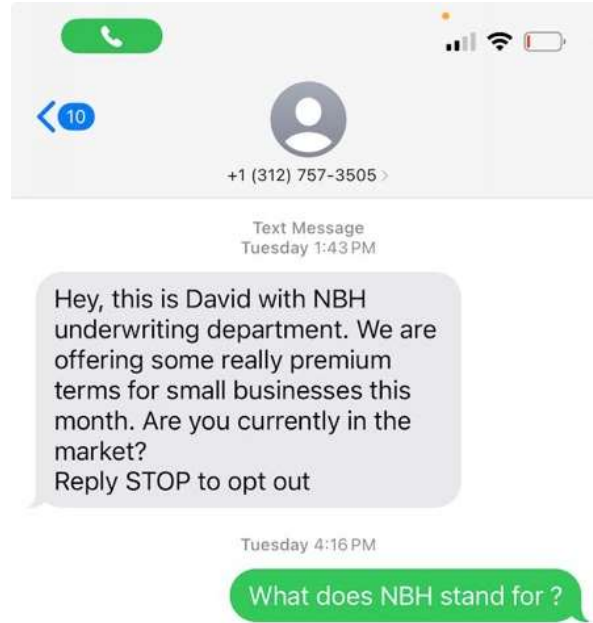 10
+1 (312) 757-3505 >
Text Message
Tuesday 1:43 PM
Hey, this is David with NBH
underwriting department. We are
offering some really premium
terms for small businesses this
month. Are you currently in the
market?
Reply STOP to opt out
Tuesday 4:16 PM
What does NBH stand for ?